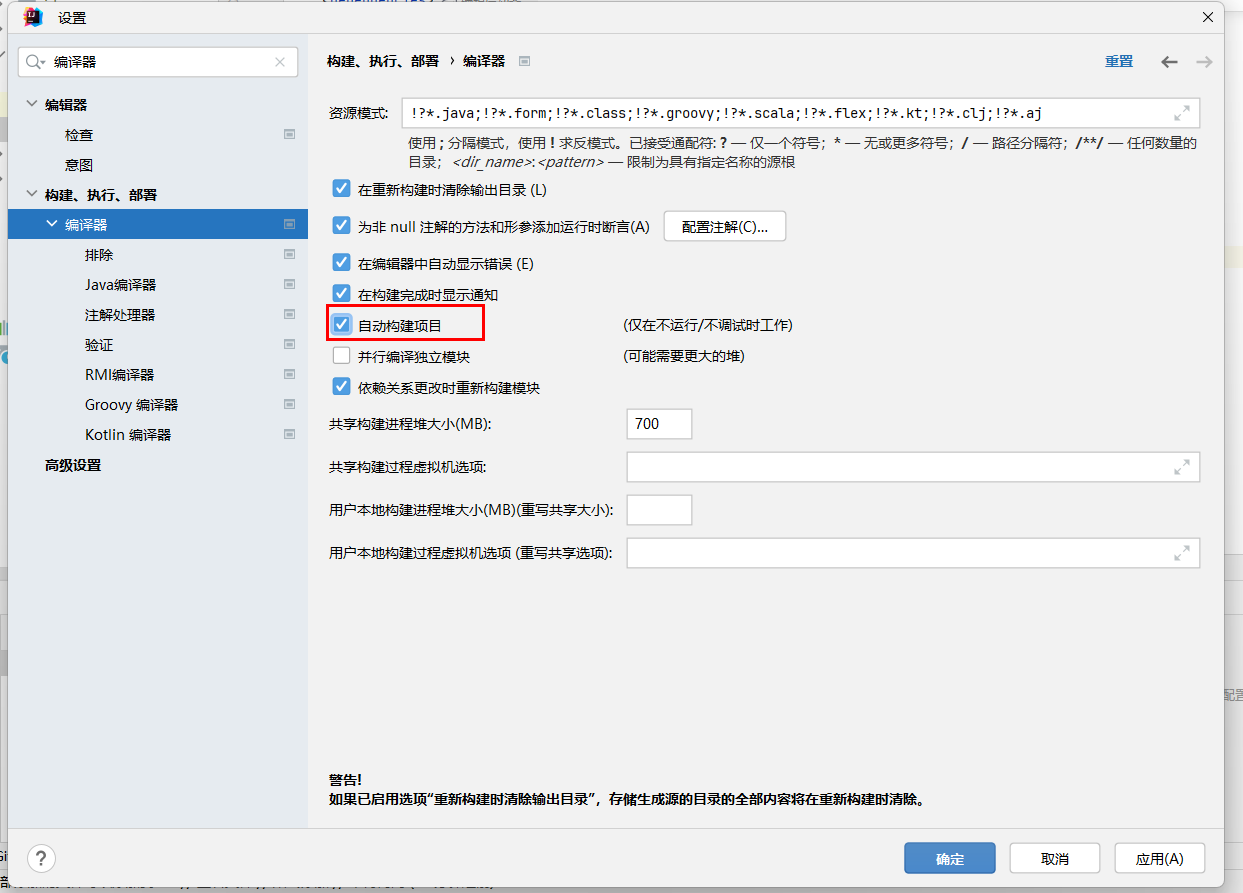 设置
编译器
编辑器
检查
意图
构建、执行、部署
编译器
排除
Java编译器
注解处理器
验证
RMI编译器
Groovy 编译器
Kotlin 编译器
高级设置
构建、执行、部署 › 编译器
重置
资源模式: !?*.java;!?*.form;!?*.class;!?*.groovy;!?*.scala;!?*.flex;!?*.kt;!?*.clj;!?*.aj
使用 ; 分隔模式，使用 ! 求反模式。已接受通配符: ? — 仅一个符号；* — 无或更多符号；/ — 路径分隔符；/**/ — 任何数量的
目录；<dir_name>:<pattern> — 限制为具有指定名称的源根
在重新构建时清除输出目录 (L)
为非 null 注解的方法和形参添加运行时断言(A) 配置注解(C)...
在编辑器中自动显示错误 (E)
在构建完成时显示通知
自动构建项目 (仅在不运行/不调试时工作)
并行编译独立模块 (可能需要更大的堆)
依赖关系更改时重新构建模块
共享构建进程堆大小(MB): 700
共享构建过程虚拟机选项:
用户本地构建进程堆大小(MB)(重写共享大小):
用户本地构建过程虚拟机选项 (重写共享选项):
警告!
如果已启用选项“重新构建时清除输出目录”，存储生成源的目录的全部内容将在重新构建时清除。
? 确定 取消 应用(A)